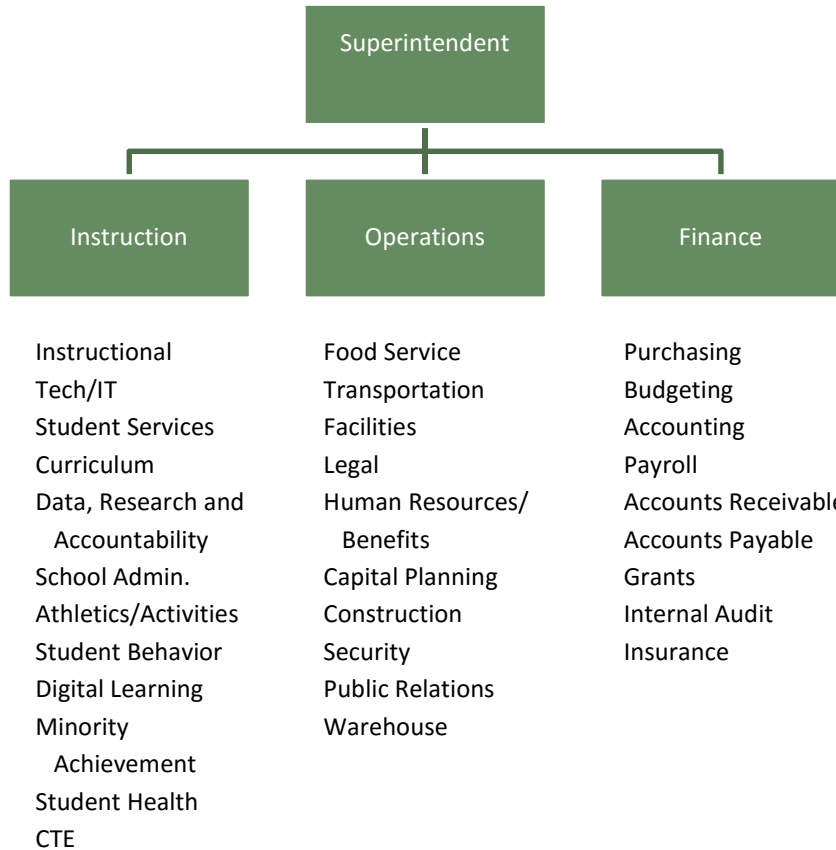 Superintendent
Instruction
Operations
Finance
Instructional
Tech/IT
Student Services
Curriculum
Data, Research and
Accountability
School Admin.
Athletics/Activities
Student Behavior
Digital Learning
Minority
Achievement
Student Health
CTE
Food Service
Transportation
Facilities
Legal
Human Resources/
Benefits
Capital Planning
Construction
Security
Public Relations
Warehouse
Purchasing
Budgeting
Accounting
Payroll
Accounts Receivable
Accounts Payable
Grants
Internal Audit
Insurance